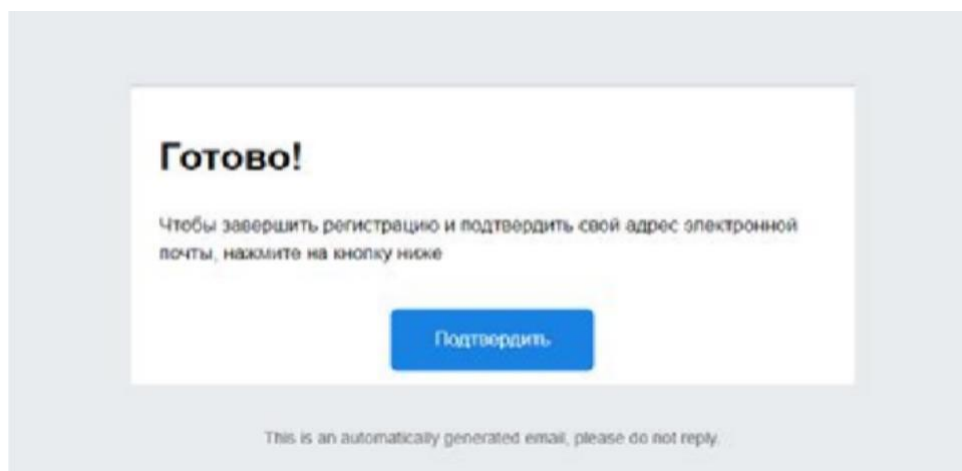 Готово!
Чтобы завершить регистрацию и подтвердить свой адрес электронной
почты, нажмите на кнопку ниже
Подтвердить
This is an automatically generated email, please do not reply.